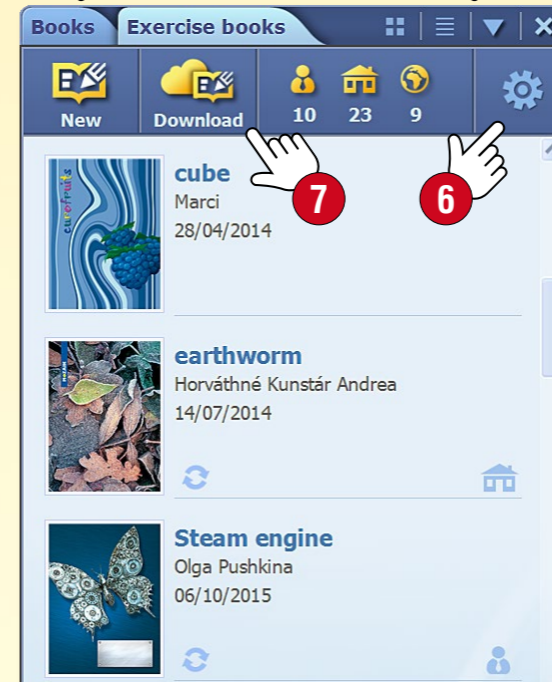 Books Exercise books
New Download 10 23 9
7 6
cube
Marci
28/04/2014
eurofruits
earthworm
Horváthné Kunstár Andrea
14/07/2014
Steam engine
Olga Pushkina
06/10/2015